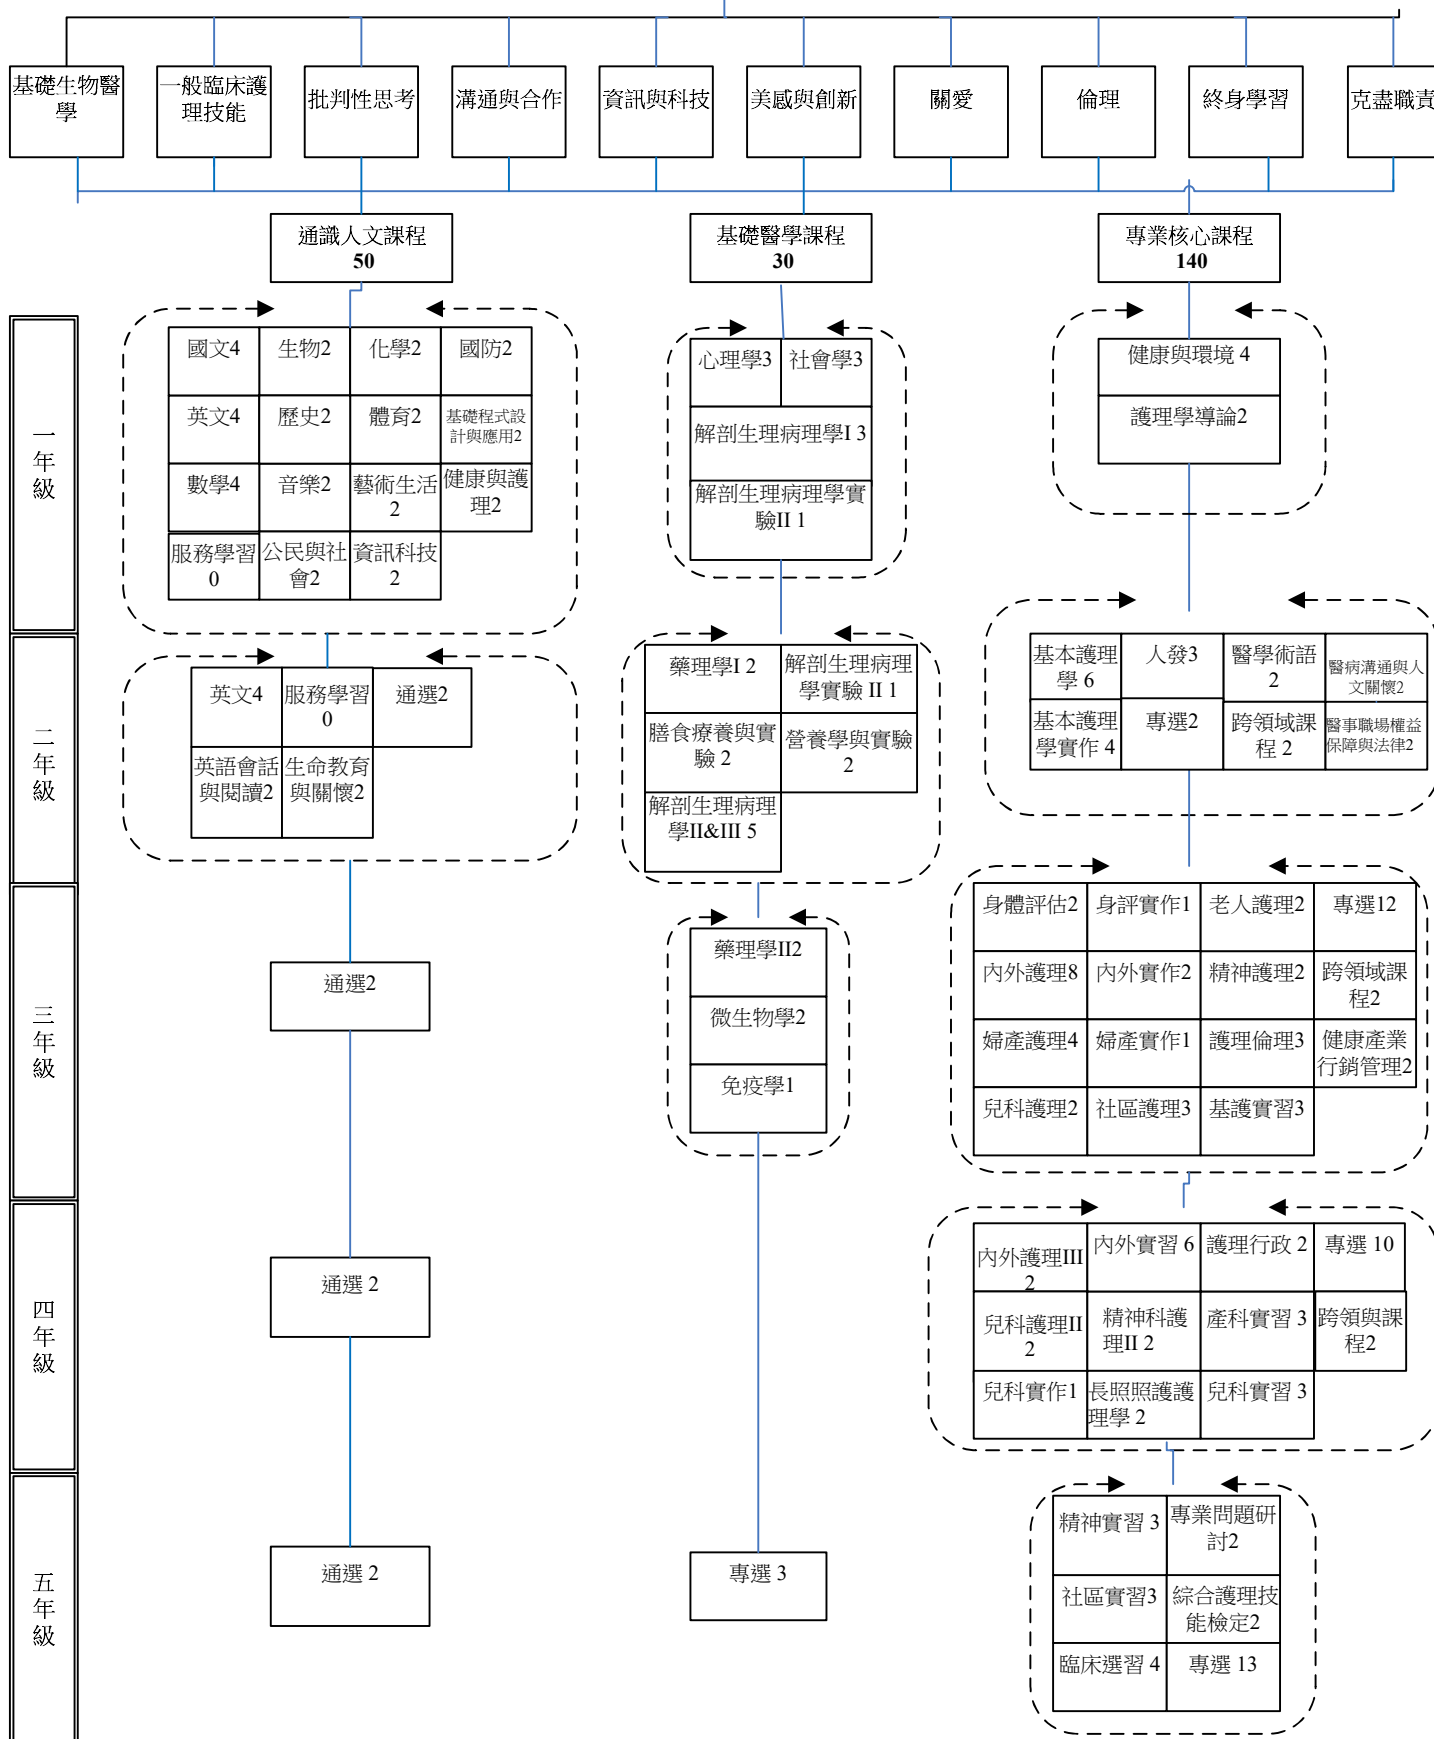 基礎生物醫
學
一般臨床護
理技能
批判性思考
溝通與合作
資訊與科技
美感與創新
關愛
倫理
終身學習
克盡職責
通識人文課程
50
基礎醫學課程
30
專業核心課程
140
一
年
級
國文4
生物2
化學2
國防2
英文4
歷史2
體育2
基礎程式設
計與應用2
數學4
音樂2
藝術生活
2
健康與護
理2
服務學習
0
公民與社
會2
資訊科技
2
心理學3
社會學3
解剖生理病理學I 3
解剖生理病理學實
驗II 1
健康與環境 4
護理學導論2
二
年
級
英文4
服務學習
0
通選2
英語會話
與閱讀2
生命教育
與關懷2
藥理學I 2
解剖生理病理
學實驗 II 1
膳食療養與實
驗 2
營養學與實驗
2
解剖生理病理
學II&III 5
基本護理
學 6
人發3
醫學術語
2
醫病溝通與人
文關懷2
基本護理
學實作 4
專選2
跨領域課
程 2
醫事職場權益
保障與法律2
三
年
級
通選2
藥理學II2
微生物學2
免疫學1
身體評估2
身評實作1
老人護理2
專選12
內外護理8
內外實作2
精神護理2
跨領域課
程2
婦產護理4
婦產實作1
護理倫理3
健康產業
行銷管理2
兒科護理2
社區護理3
基護實習3
四
年
級
通選 2
內外護理III
2
內外實習 6
護理行政 2
專選 10
兒科護理II
2
精神科護
理II 2
產科實習 3
跨領與課
程2
兒科實作1
長照照護護
理學 2
兒科實習 3
五
年
級
通選 2
專選 3
精神實習 3
專業問題研
討2
社區實習3
綜合護理技
能檢定2
臨床選習 4
專選 13